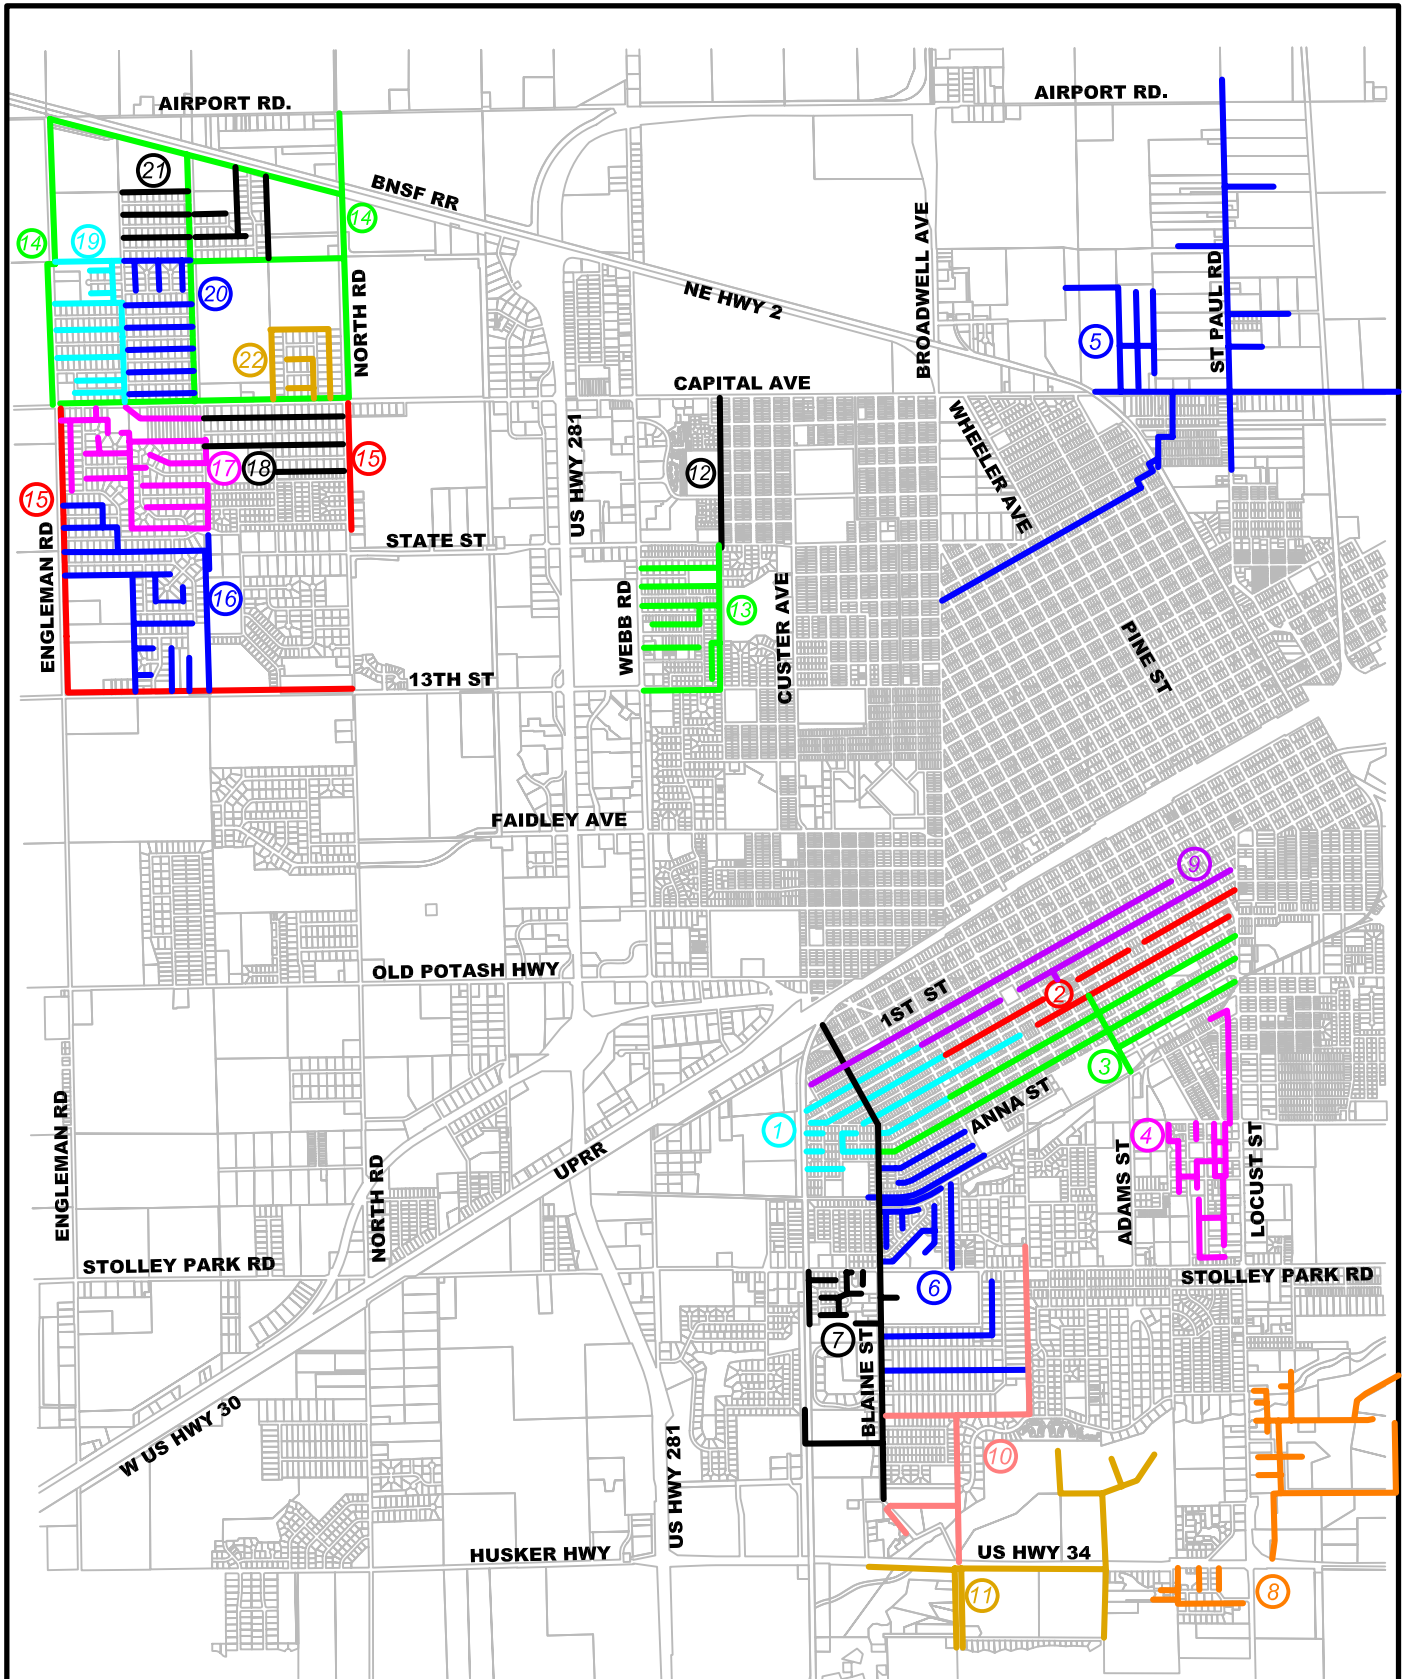 AIRPORT RD.
AIRPORT RD.
21
BNSF RR
14
14
19
BROADWELL AVE
ST PAUL RD
20
NE HWY 2
NORTH RD
5
22
CAPITAL AVE
US HWY 281
WHEELER AVE
17
18
15
12
15
ENGLEMAN RD
STATE ST
16
WEBB RD
13
CUSTER AVE
PINE ST
13TH ST
FAIDLEY AVE
9
OLD POTASH HWY
1ST ST
2
3
ANNA ST
ENGLEMAN RD
1
4
ADAMS ST
LOCUST ST
UPRR
NORTH RD
STOLLEY PARK RD
STOLLEY PARK RD
6
7
BLAINE ST
W US HWY 30
US HWY 281
10
HUSKER HWY
US HWY 34
11
8